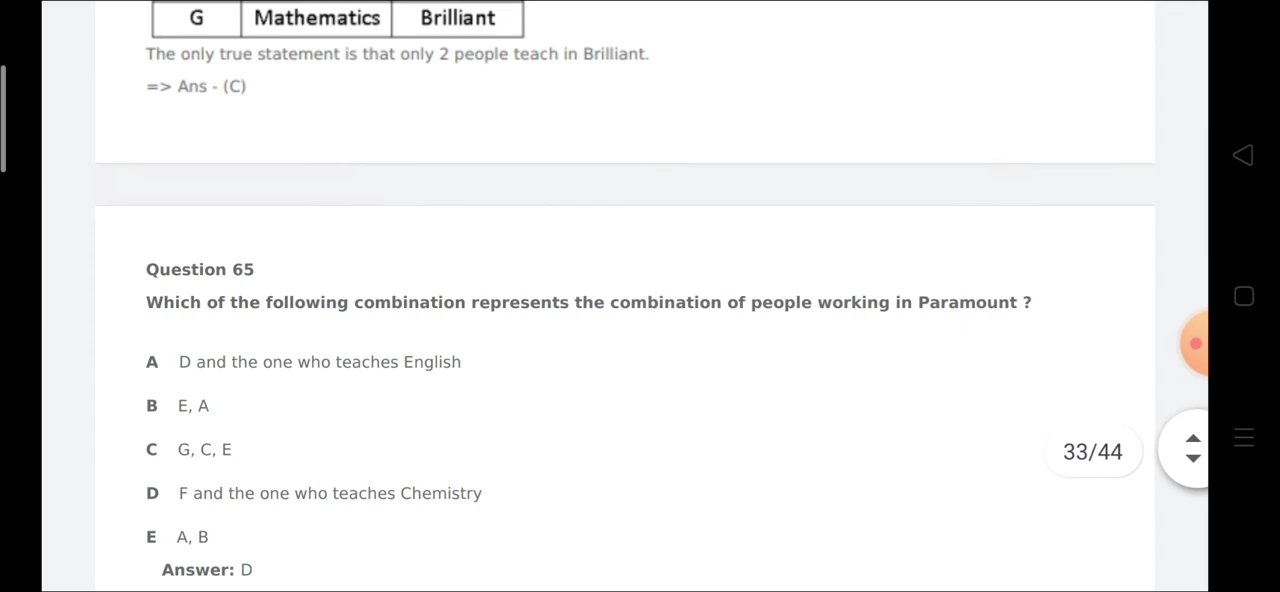 G Mathematics Brilliant
The only true statement is that only 2 people teach in Brilliant.
=> Ans - (C)
Question 65
Which of the following combination represents the combination of people working in Paramount ?
A D and the one who teaches English
B E, A
C G, C, E
33/44
D F and the one who teaches Chemistry
E A, B
Answer: D